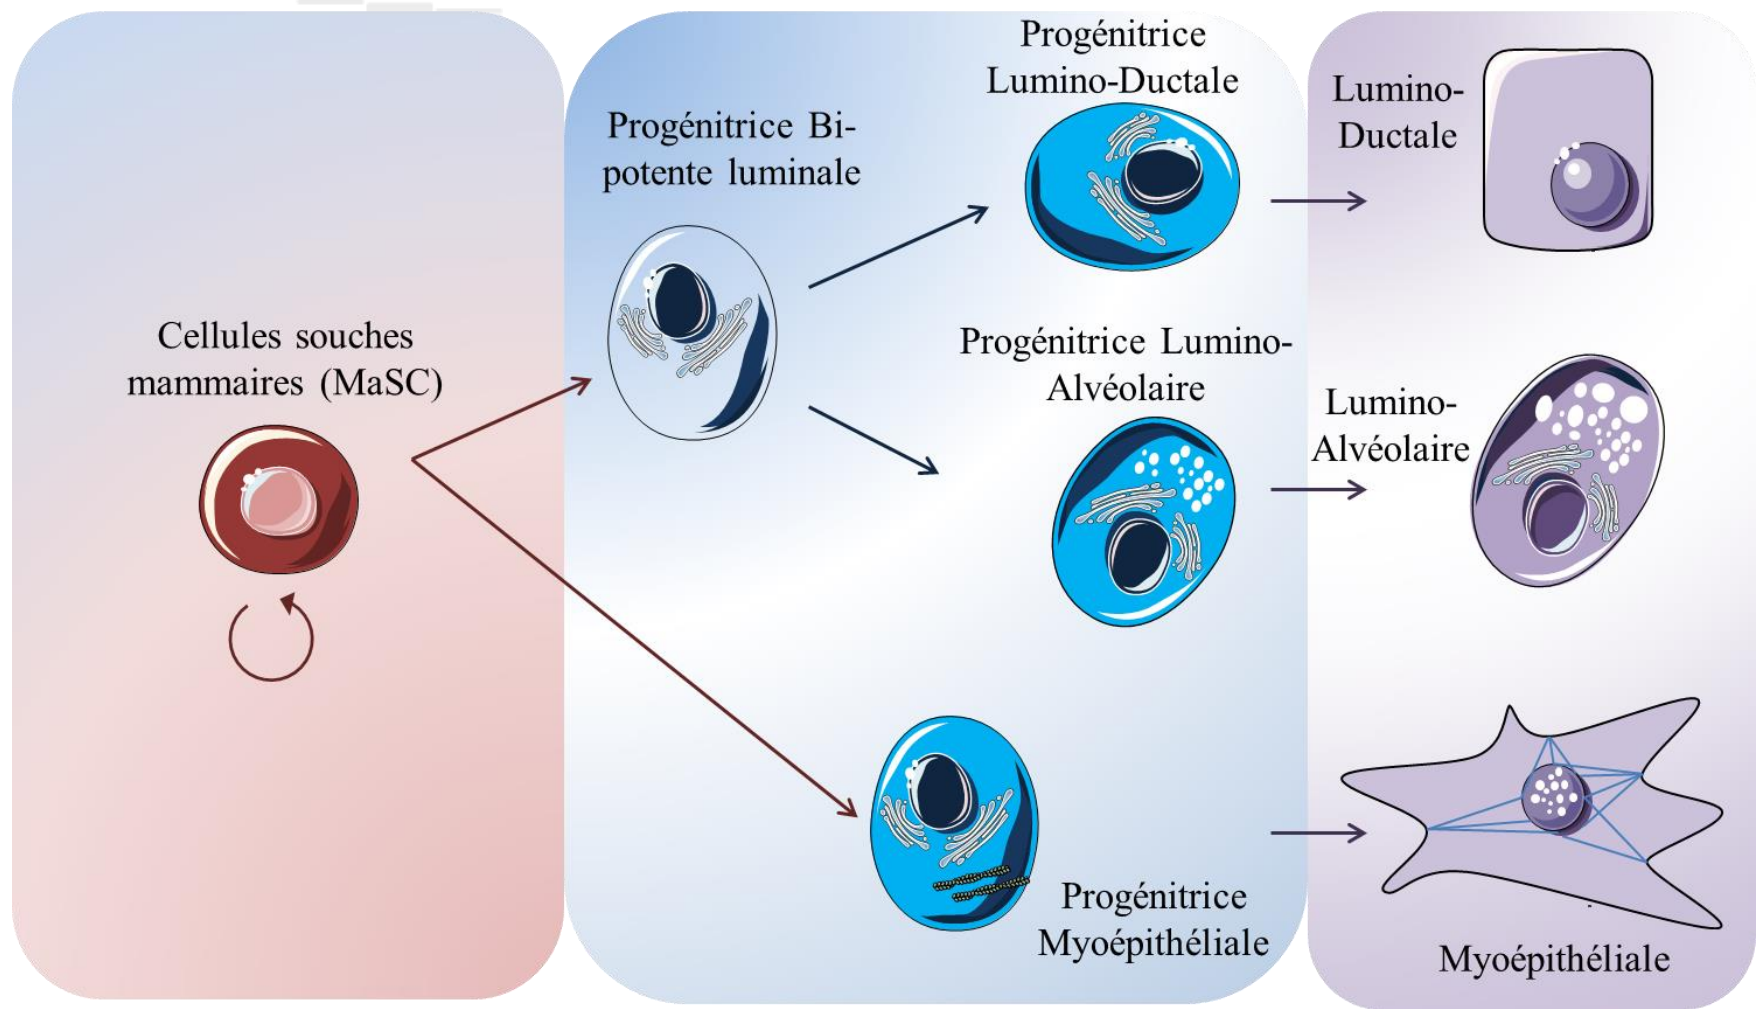 Cellules souches
mammaires (MaSC)
Progénitrice Bi-
potente luminale
Progénitrice
Lumino-Ductale
Progénitrice Lumino-
Alvéolaire
Progénitrice
Myoépithéliale
Lumino-
Ductale
Lumino-
Alvéolaire
Myoépithéliale